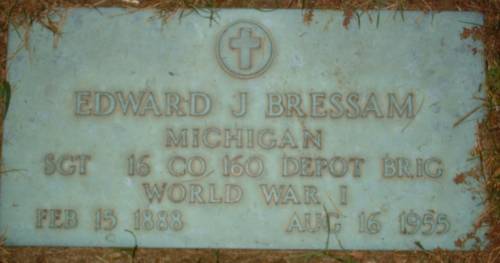 EDWARD J BRESSAM
MICHIGAN
SGT 16 CO 160 DEPOT BRIG
WORLD WAR I
FEB 15 1888 AUG 16 1955